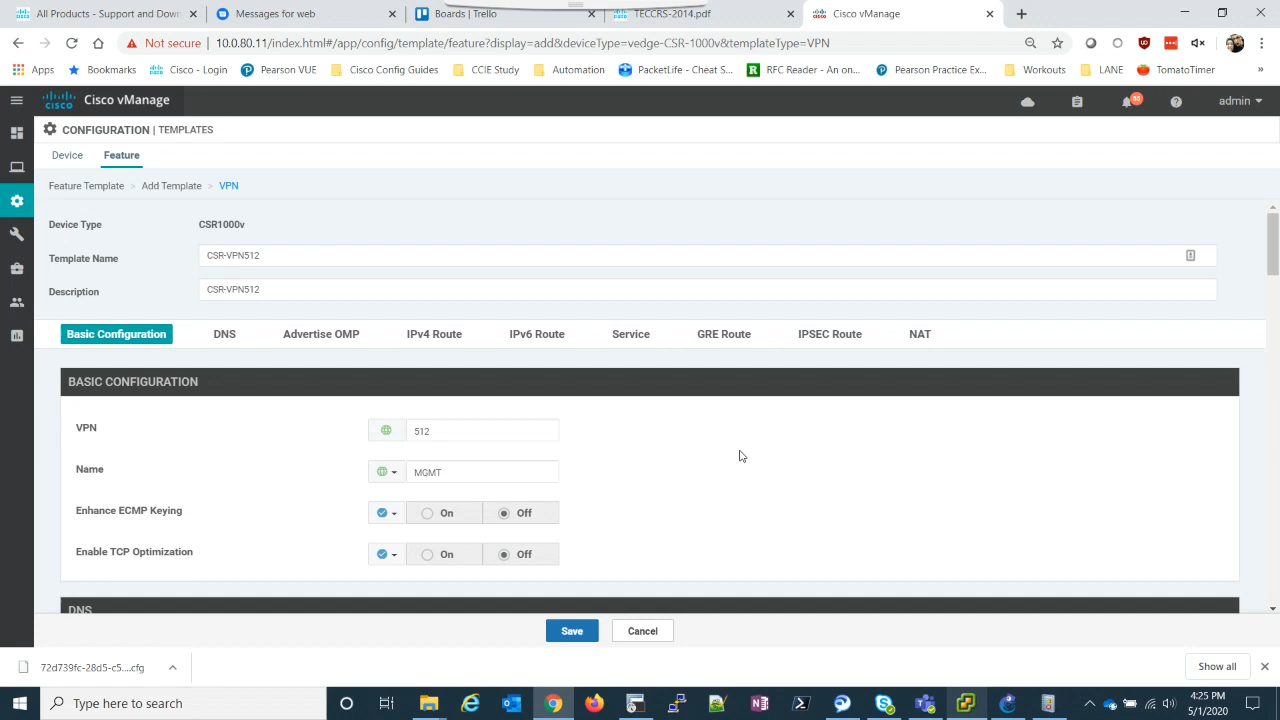 All Products - Support and Down
Messages for web
Boards | Trello
TECCRS-2014.pdf
Cisco vManage
Not secure
10.0.80.11/index.html#/app/config/template/feature?display=add&deviceType=vedge-CSR-1000v&templateType=VPN
Apps
Bookmarks
Cisco - Login
Pearson VUE
Cisco Config Guides
CCIE Study
Automation
PacketLife - Cheat S...
RFC Reader - An on...
Pearson Practice Ex...
Workouts
LANE
TomatoTimer
»
cisco
Cisco vManage
admin
CONFIGURATION | TEMPLATES
Device
Feature
Feature Template > Add Template > VPN
Device Type
CSR1000v
Template Name
CSR-VPN512
Description
CSR-VPN512
Basic Configuration
DNS
Advertise OMP
IPv4 Route
IPv6 Route
Service
GRE Route
IPSEC Route
NAT
BASIC CONFIGURATION
VPN
512
Name
MGMT
Enhance ECMP Keying
On
Off
Enable TCP Optimization
On
Off
DNS
Save
Cancel
72d739fc-28d5-c5....cfg
Show all
Type here to search
4:25 PM
5/1/2020